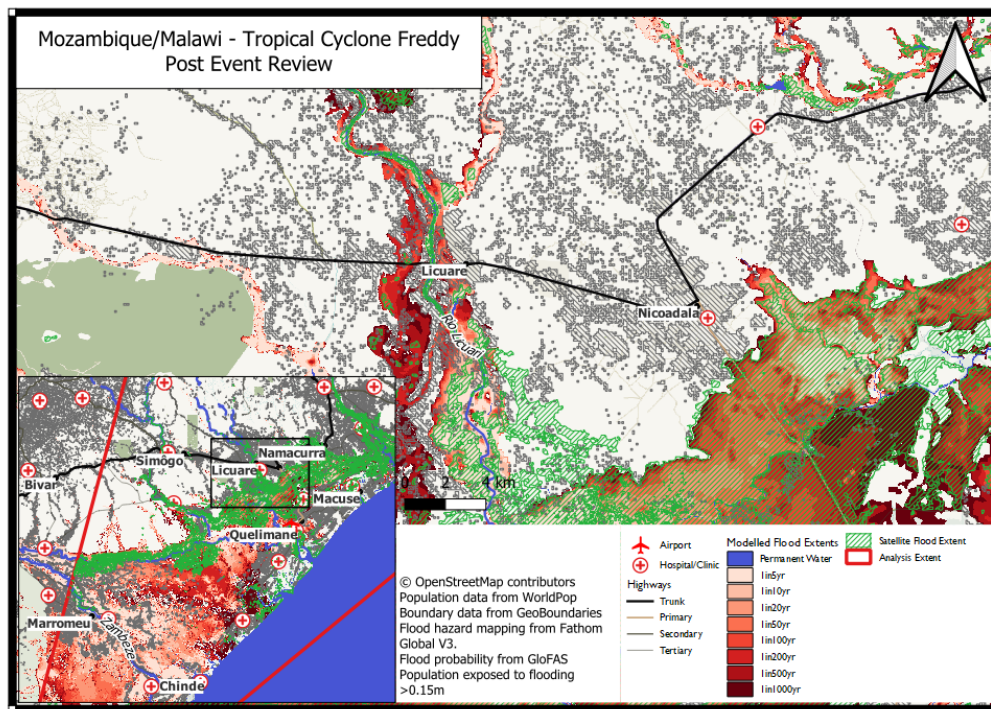 Mozambique/Malawi - Tropical Cyclone Freddy
Post Event Review
Licuare
Nicoadala
Rio Licuari
0 2 4 km
Namacurra
Simôgo
Licuare
Bivar
Macuse
Quelimane
Marromeu
Zambeze
Chinde
© OpenStreetMap contributors
Population data from WorldPop
Boundary data from GeoBoundaries
Flood hazard mapping from Fathom
Global V3.
Flood probability from GloFAS
Population exposed to flooding
>0.15m
Airport
Hospital/Clinic
Highways
Trunk
Primary
Secondary
Tertiary
Modelled Flood Extents
Permanent Water
1in5yr
1in10yr
1in20yr
1in50yr
1in100yr
1in200yr
1in500yr
1in1000yr
Satellite Flood Extent
Analysis Extent